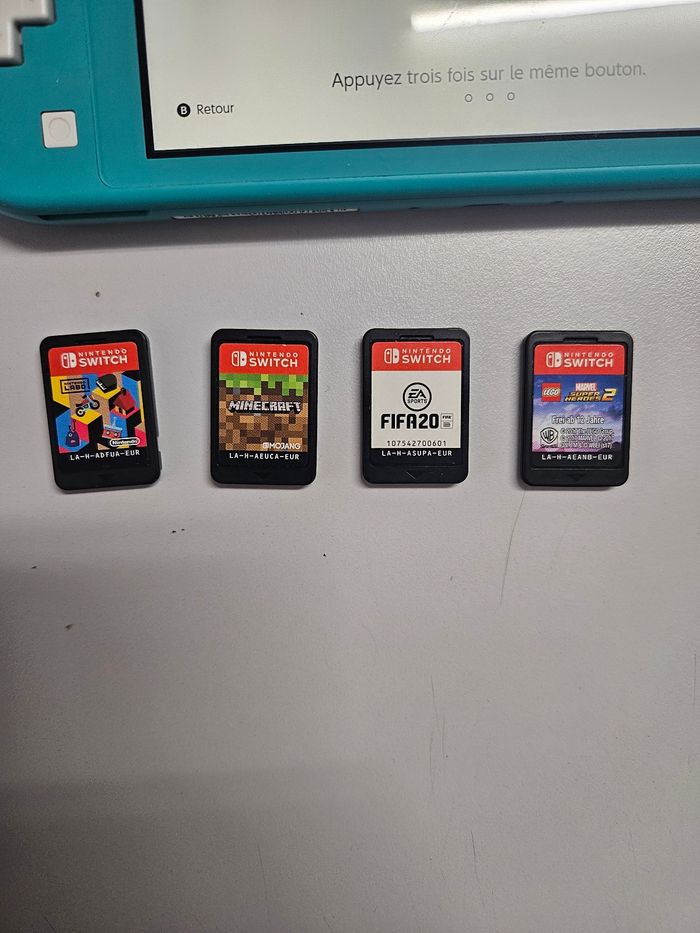 Appuyez trois fois sur le même bouton.
B Retour
NINTENDO
SWITCH
NINTENDO
LABO
Nintendo
LA-H-ADFUA-EUR
NINTENDO
SWITCH
MINECRAFT
MOJANG
LA-H-AEUCA-EUR
NINTENDO
SWITCH
EA
SPORTS
FIFA20
107542700601
LA-H-ASUPA-EUR
NINTENDO
SWITCH
LEGO
MARVEL
SUPER
HEROES 2
Frei ab 12 Jahre
WB
LA-H-AEANB-EUR